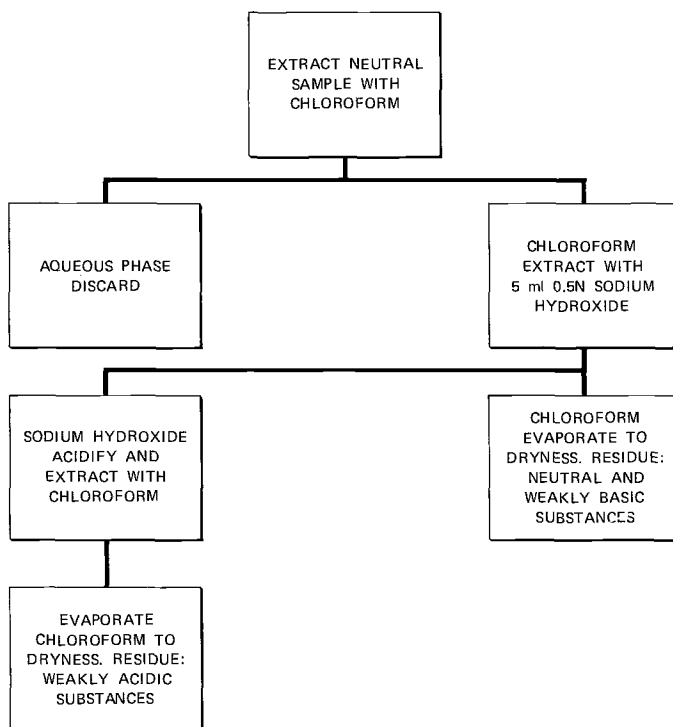 EXTRACT NEUTRAL
SAMPLE WITH
CHLOROFORM
AQUEOUS PHASE
DISCARD
CHLOROFORM
EXTRACT WITH
5 ml 0.5N SODIUM
HYDROXIDE
SODIUM HYDROXIDE
ACIDIFY AND
EXTRACT WITH
CHLOROFORM
CHLOROFORM
EVAPORATE TO
DRYNESS. RESIDUE:
NEUTRAL AND
WEAKLY BASIC
SUBSTANCES
EVAPORATE
CHLOROFORM TO
DRYNESS. RESIDUE:
WEAKLY ACIDIC
SUBSTANCES